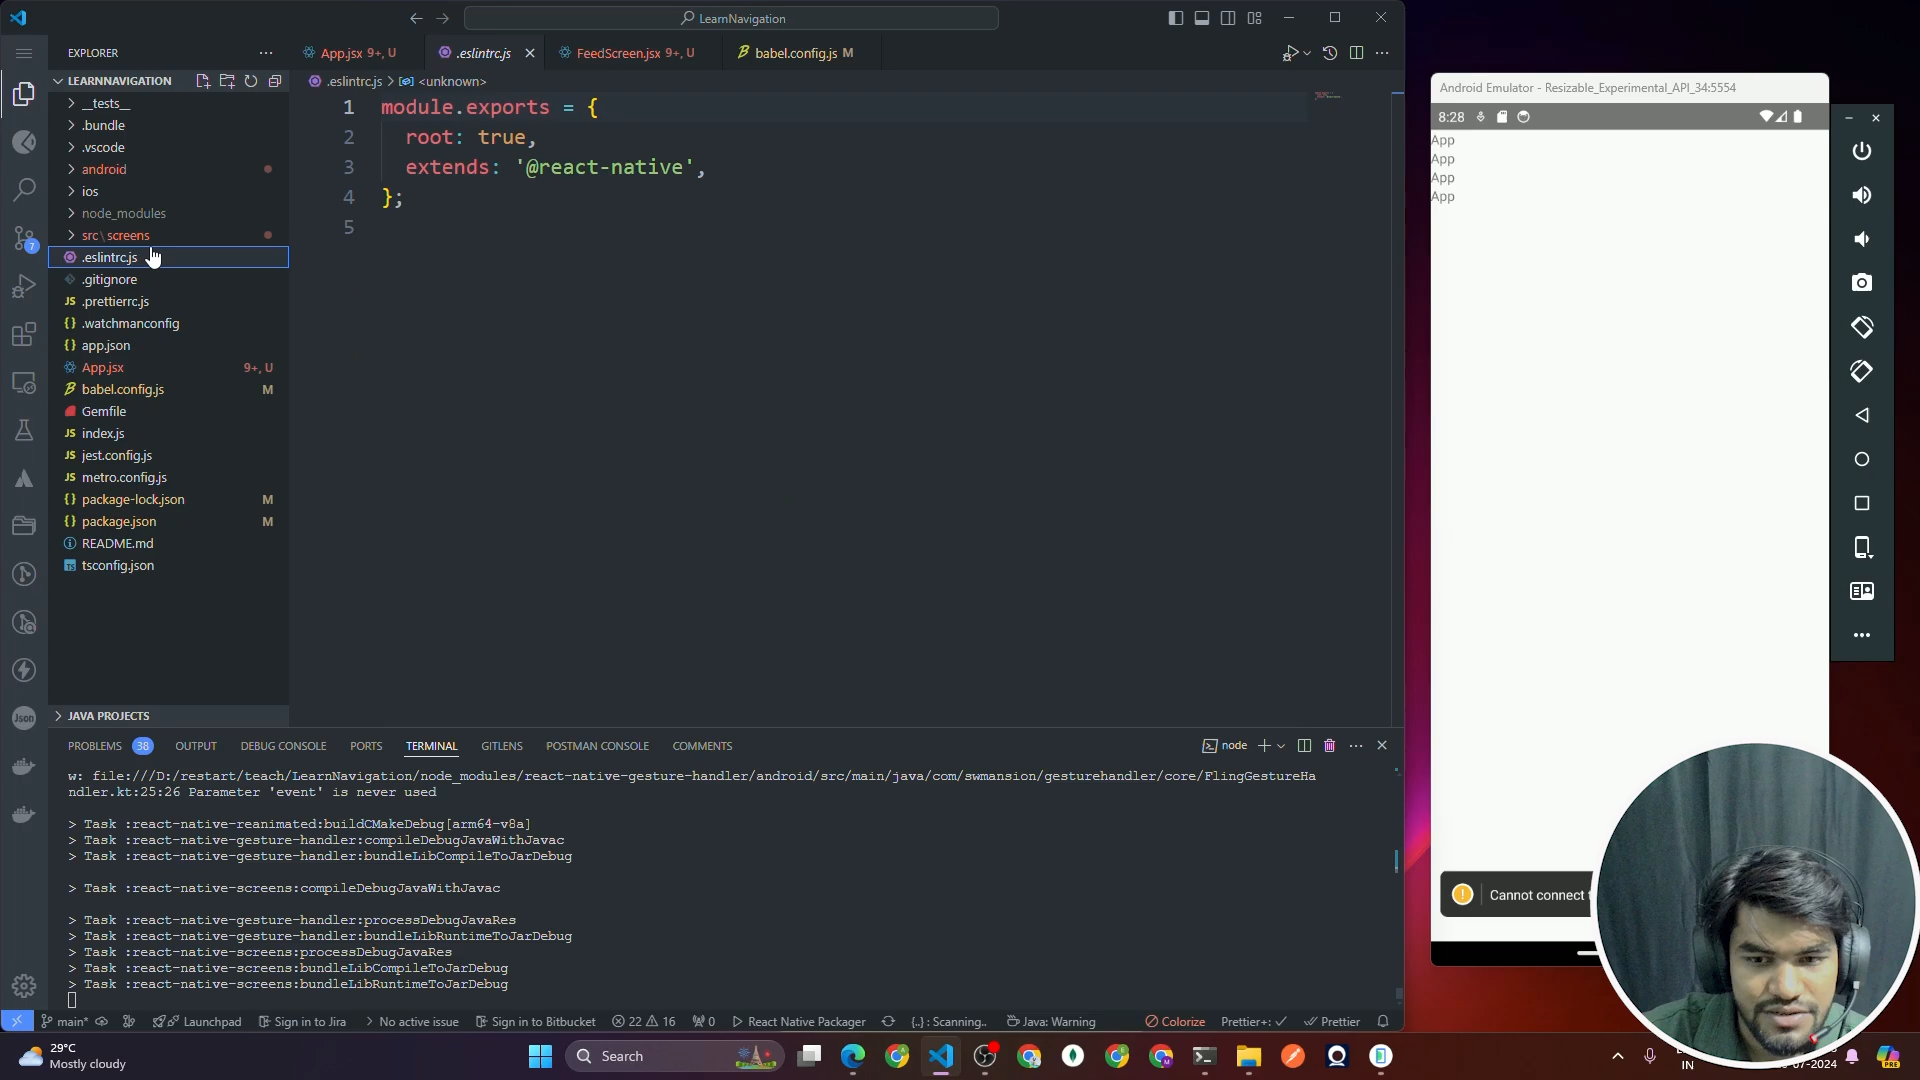 LearnNavigation
EXPLORER
App.jsx 9+, U
.eslintrc.js
FeedScreen.jsx 9+, U
babel.config.js M
LEARNNAVIGATION
.eslintrc.js > <unknown>
__tests__
.bundle
.vscode
android
ios
node_modules
src\screens
.eslintrc.js
.gitignore
.prettierrc.js
.watchmanconfig
app.json
App.jsx 9+, U
babel.config.js M
Gemfile
index.js
jest.config.js
metro.config.js
package-lock.json M
package.json M
README.md
tsconfig.json
JAVA PROJECTS
7
Json
1 module.exports = {
2 root: true,
3 extends: '@react-native',
4 };
5
PROBLEMS 38 OUTPUT DEBUG CONSOLE PORTS TERMINAL GITLENS POSTMAN CONSOLE COMMENTS
node
w: file:///D:/restart/teach/LearnNavigation/node_modules/react-native-gesture-handler/android/src/main/java/com/swmansion/gesturehandler/core/FlingGestureHa
ndler.kt:25:26 Parameter 'event' is never used
> Task :react-native-reanimated:buildCMakeDebug[arm64-v8a]
> Task :react-native-gesture-handler:compileDebugJavaWithJavac
> Task :react-native-gesture-handler:bundleLibCompileToJarDebug
> Task :react-native-screens:compileDebugJavaWithJavac
> Task :react-native-gesture-handler:processDebugJavaRes
> Task :react-native-gesture-handler:bundleLibRuntimeToJarDebug
> Task :react-native-screens:processDebugJavaRes
> Task :react-native-screens:bundleLibCompileToJarDebug
> Task :react-native-screens:bundleLibRuntimeToJarDebug
main* Launchpad Sign in to Jira No active issue Sign in to Bitbucket 22 16 0 React Native Packager {..} : Scanning.. Java: Warning Colorize Prettier+: Prettier
Android Emulator - Resizable_Experimental_API_34:5554
8:28
App
App
App
App
Cannot connect
29°C
Mostly cloudy
Search
IN
07-2024
PRE